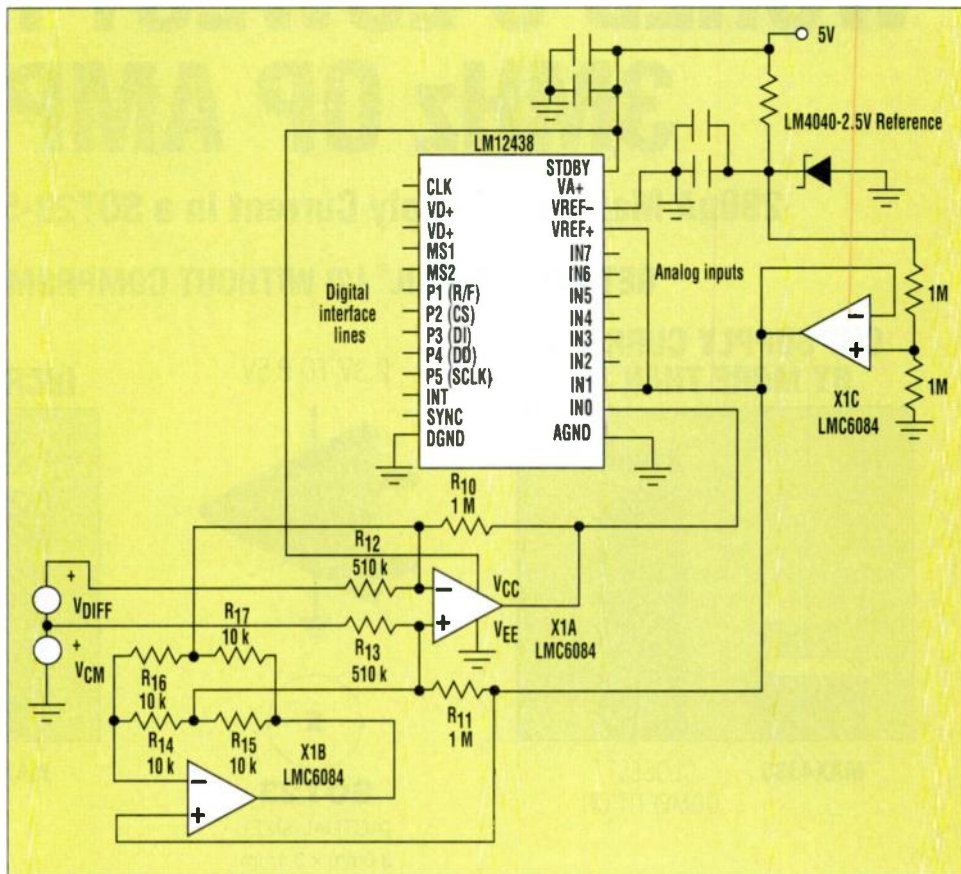 5V
LM4040-2.5V Reference
LM12438
STDBY
CLK
VA+
VD+
VREF–
VD+
VREF+
MS1
IN7
MS2
IN6
Analog inputs
Digital
interface
lines
P1 (R/F)
IN5
P2 (CS)
IN4
P3 (DI)
IN3
P4 (DO)
IN2
P5 (SCLK)
IN1
INT
IN0
SYNC
DGND
AGND
1M
1M
–
+
X1C
LMC6084
R10
1 M
R12
510 k
VCC
VEE
–
+
X1A
LMC6084
R13
510 k
R11
1 M
+
VDIFF
+
VCM
R17
10 k
R16
10 k
R14
10 k
R15
10 k
X1B
LMC6084
–
+